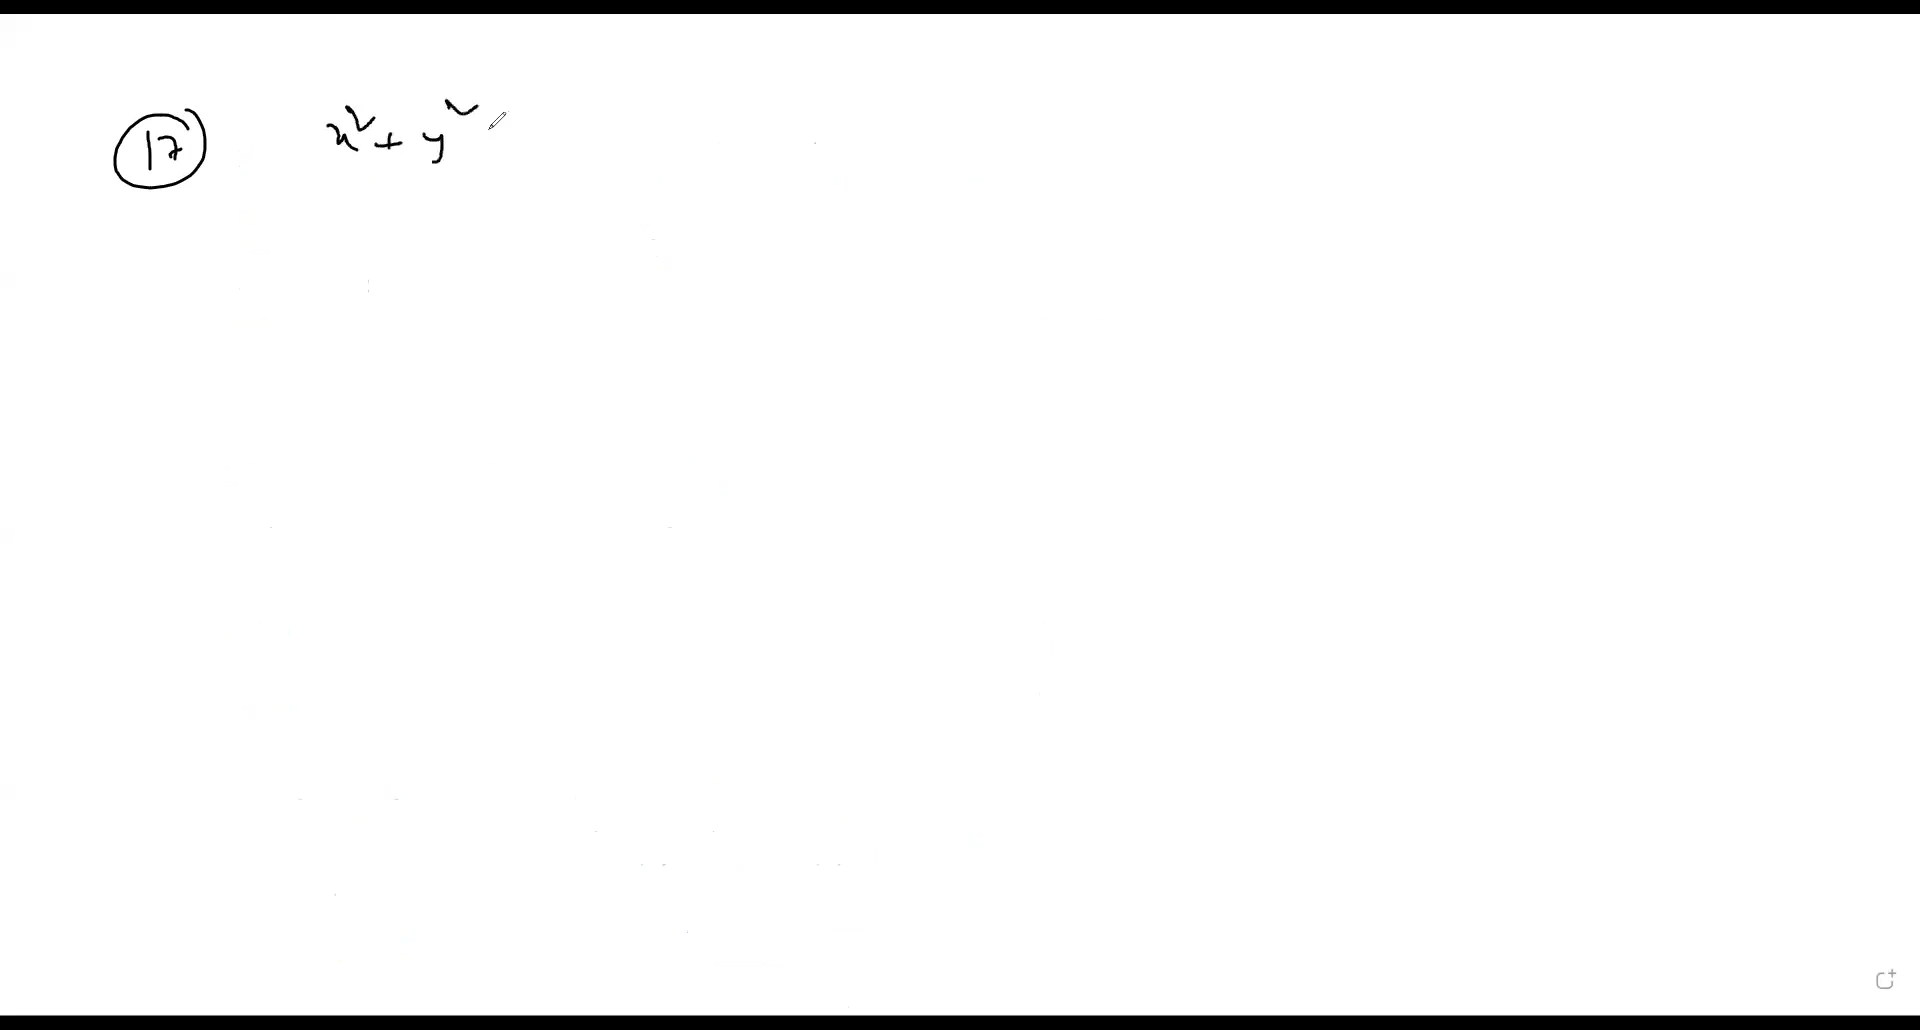 17 x² + y²